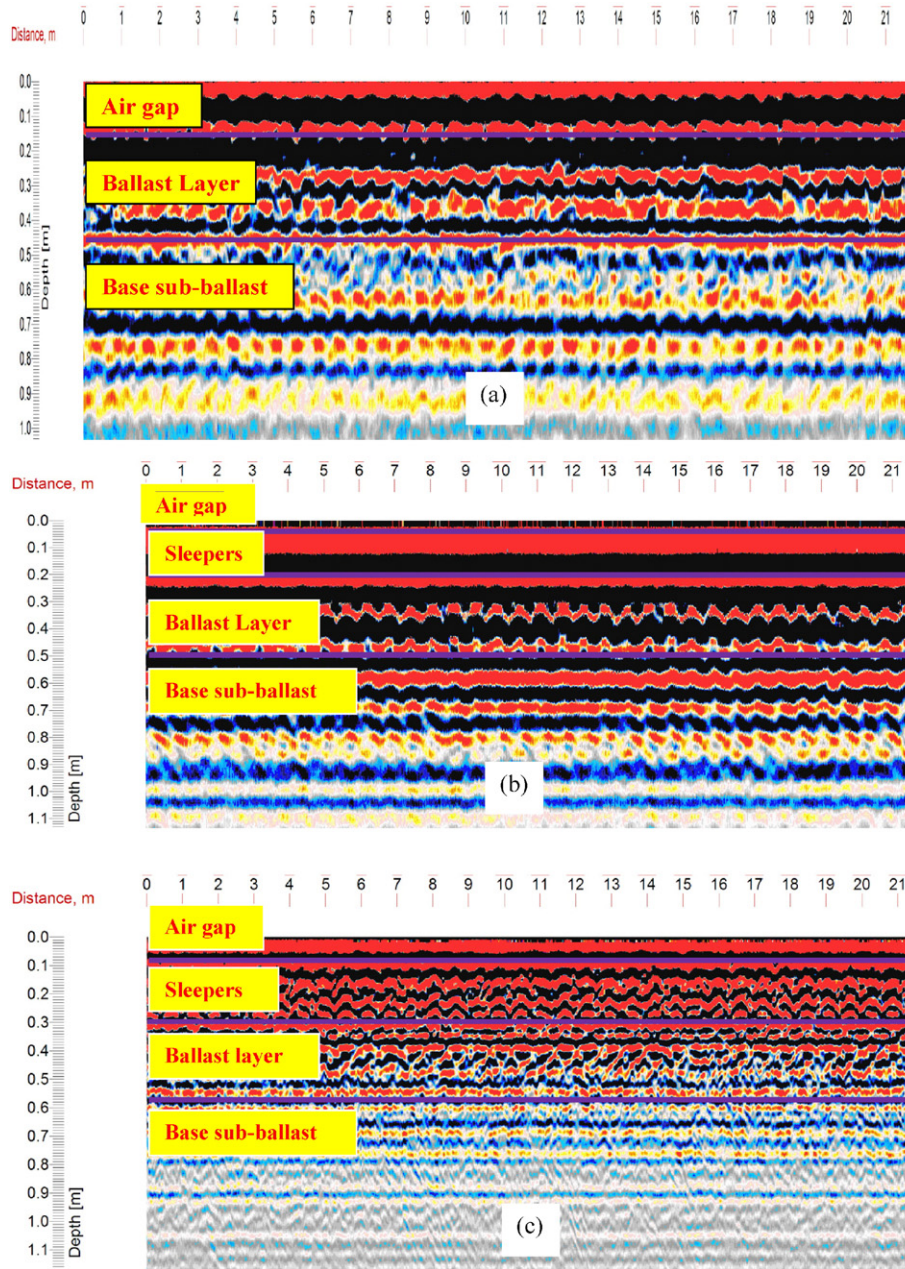 0 1 2 3 4 5 6 7 8 9 10 11 12 13 14 15 16 17 18 19 20 21
Distance, m
0.0
Air gap
0.1
0.2
Ballast Layer
0.3
0.4
0.5
Base sub-ballast
0.6
Depth [m]
0.7
0.8
0.9
(a)
1.0
0 1 2 3 4 5 6 7 8 9 10 11 12 13 14 15 16 17 18 19 20 21
Distance, m
Air gap
0.0
Sleepers
0.1
0.2
0.3
Ballast Layer
0.4
0.5
Base sub-ballast
0.6
0.7
0.8
0.9
(b)
1.0
Depth [m]
1.1
0 1 2 3 4 5 6 7 8 9 10 11 12 13 14 15 16 17 18 19 20 21
Distance, m
Air gap
0.0
0.1
Sleepers
0.2
0.3
Ballast layer
0.4
0.5
0.6
Base sub-ballast
0.7
0.8
0.9
1.0
(c)
Depth [m]
1.1